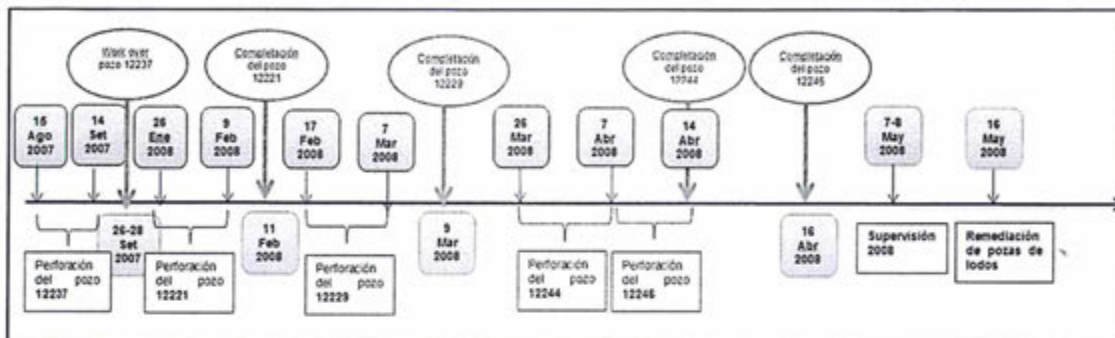 Work over
pozo 12237
Completación
del pozo
12221
Completación
del pozo
12229
Completación
del pozo
12244
Completación
del pozo
15
Ago
2007
14
Set
2007
26
Ene
2008
9
Feb
2008
17
Feb
2008
7
Mar
2008
26
Mar
2008
7
Abr
2008
14
Abr
2008
7-8
May
2008
16
May
2008
26-28
Set
2007
11
Feb
2008
9
Mar
2008
16
Abr
2008
Supervisión
2008
Remediación
de pozas de
lodos
Perforación
del pozo
12237
Perforación
del pozo
12221
Perforación
del pozo
12229
Perforación
del pozo
12244
Perforación
del pozo